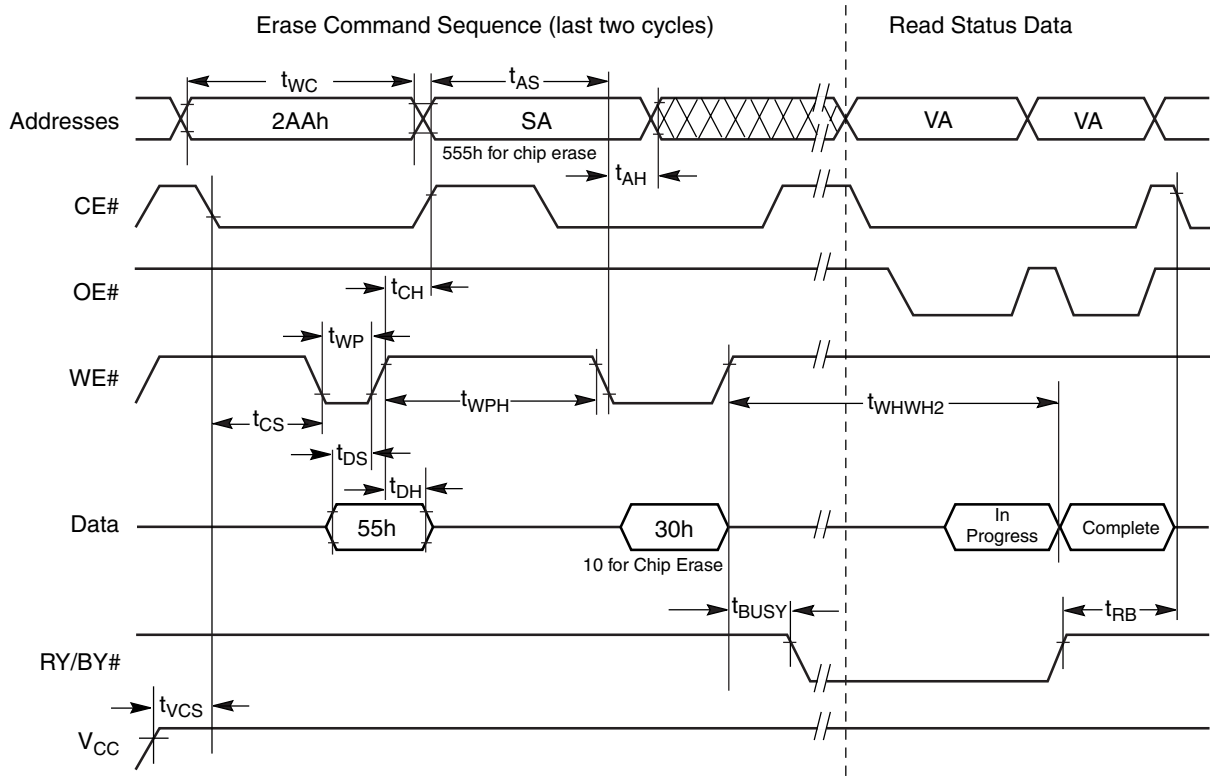 Erase Command Sequence (last two cycles)
Read Status Data
tWC
tAS
Addresses
2AAh
SA
VA
VA
555h for chip erase
tAH
CE#
OE#
tCH
tWP
WE#
tWPH
tWHWH2
tCS
tDS
tDH
Data
55h
30h
In
Progress
Complete
10 for Chip Erase
tBUSY
tRB
RY/BY#
tVCS
VCC